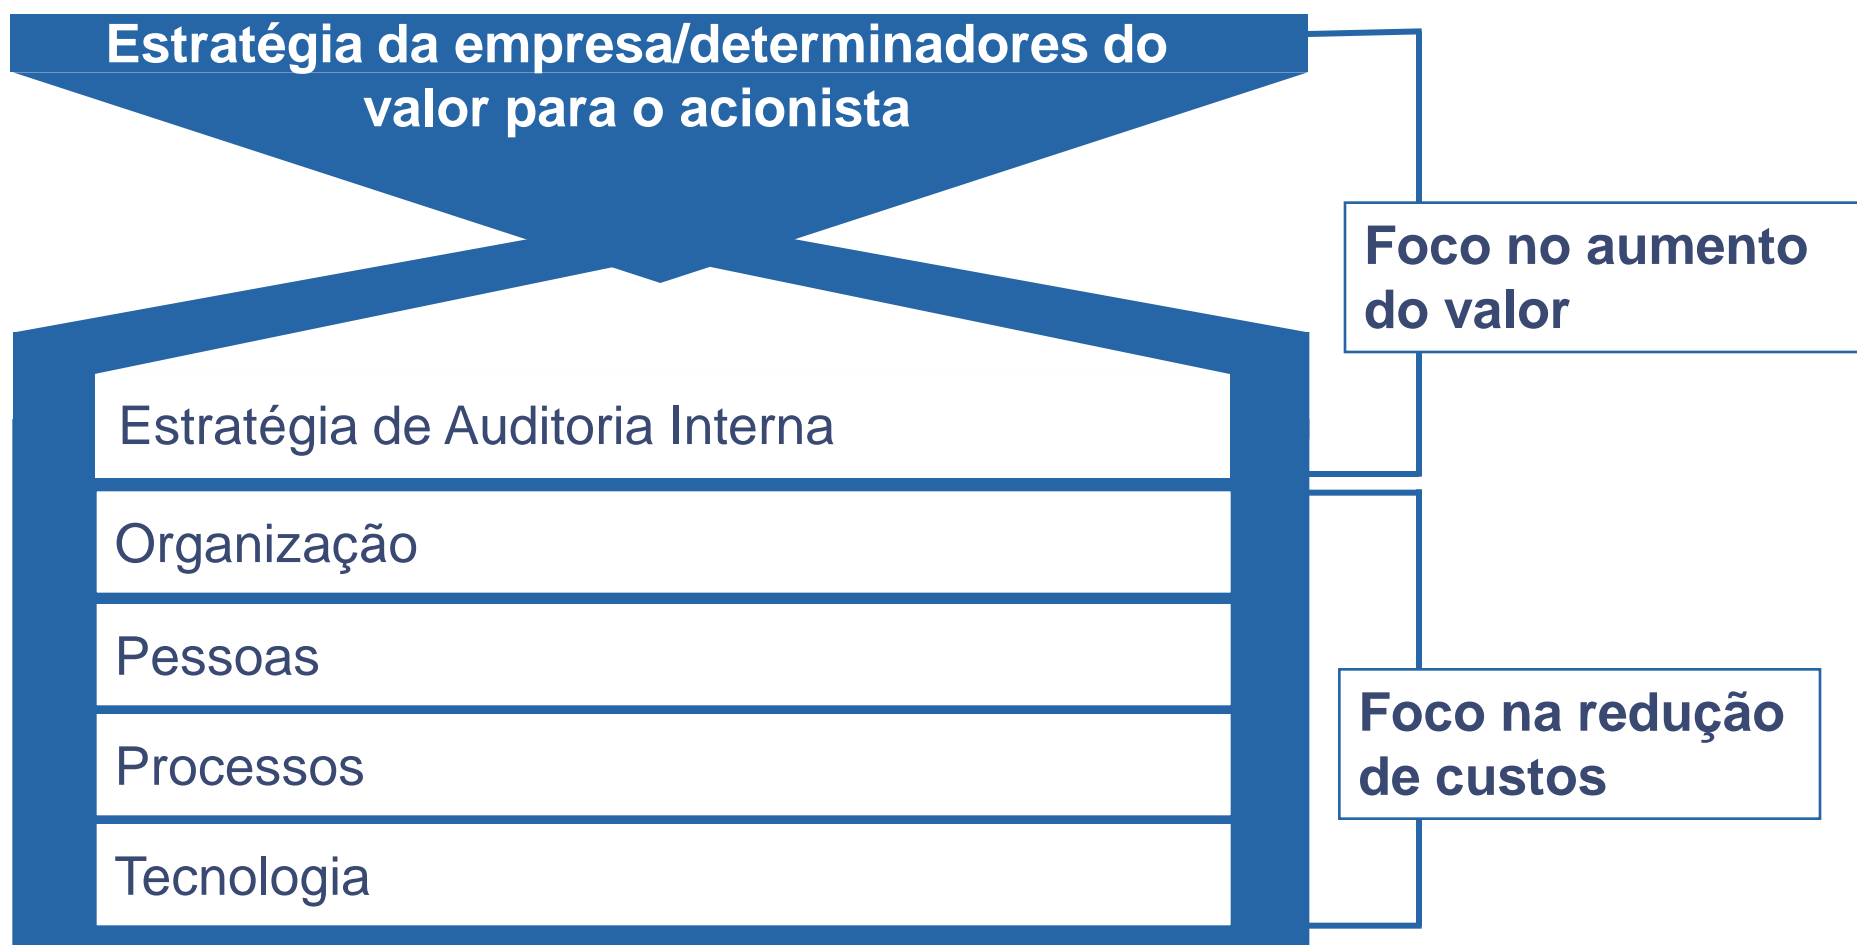 Estratégia da empresa/determinadores do
valor para o acionista
Foco no aumento
do valor
Estratégia de Auditoria Interna
Organização
Pessoas
Processos
Tecnologia
Foco na redução
de custos